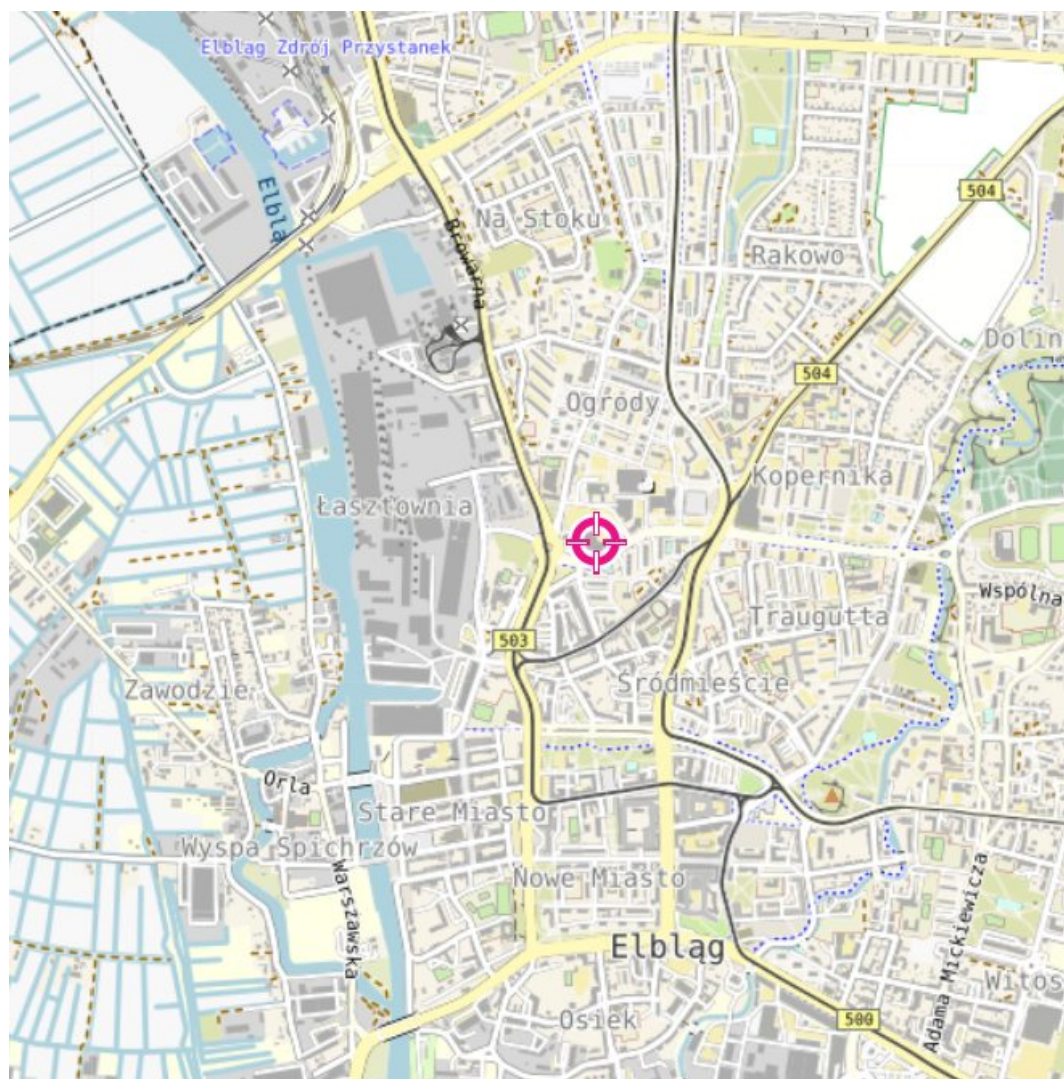 Elbląg Zdrój Przystanek
504
Elblą
Na Stoku
Browarna
Rakowo
Dolin
504
Ogrody
Kopernika
Łasztownia
Wspólna
Traugutta
503
Zawodzie
Śródmieście
Orla
Stare Miasto
Wyspa Spichrzów
Warszawska
Nowe Miasto
Adama Mickiewicza
Elbląg
Witos
Osiek
500